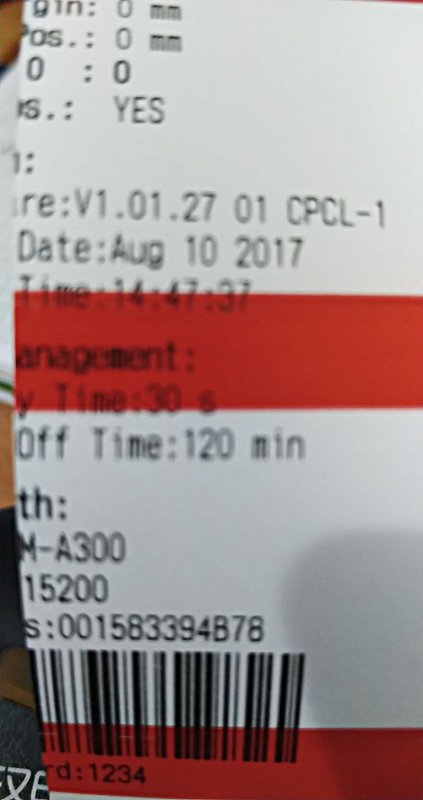 gin: 0 mm
Pos.: 0 mm
0 : 0
s.: YES
:
re:V1.01.27 01 CPCL-1
Date:Aug 10 2017
Time:14:47:37
anagement:
y Time:30 s
Off Time:120 min
th:
M-A300
15200
s:001583394B78
rd:1234